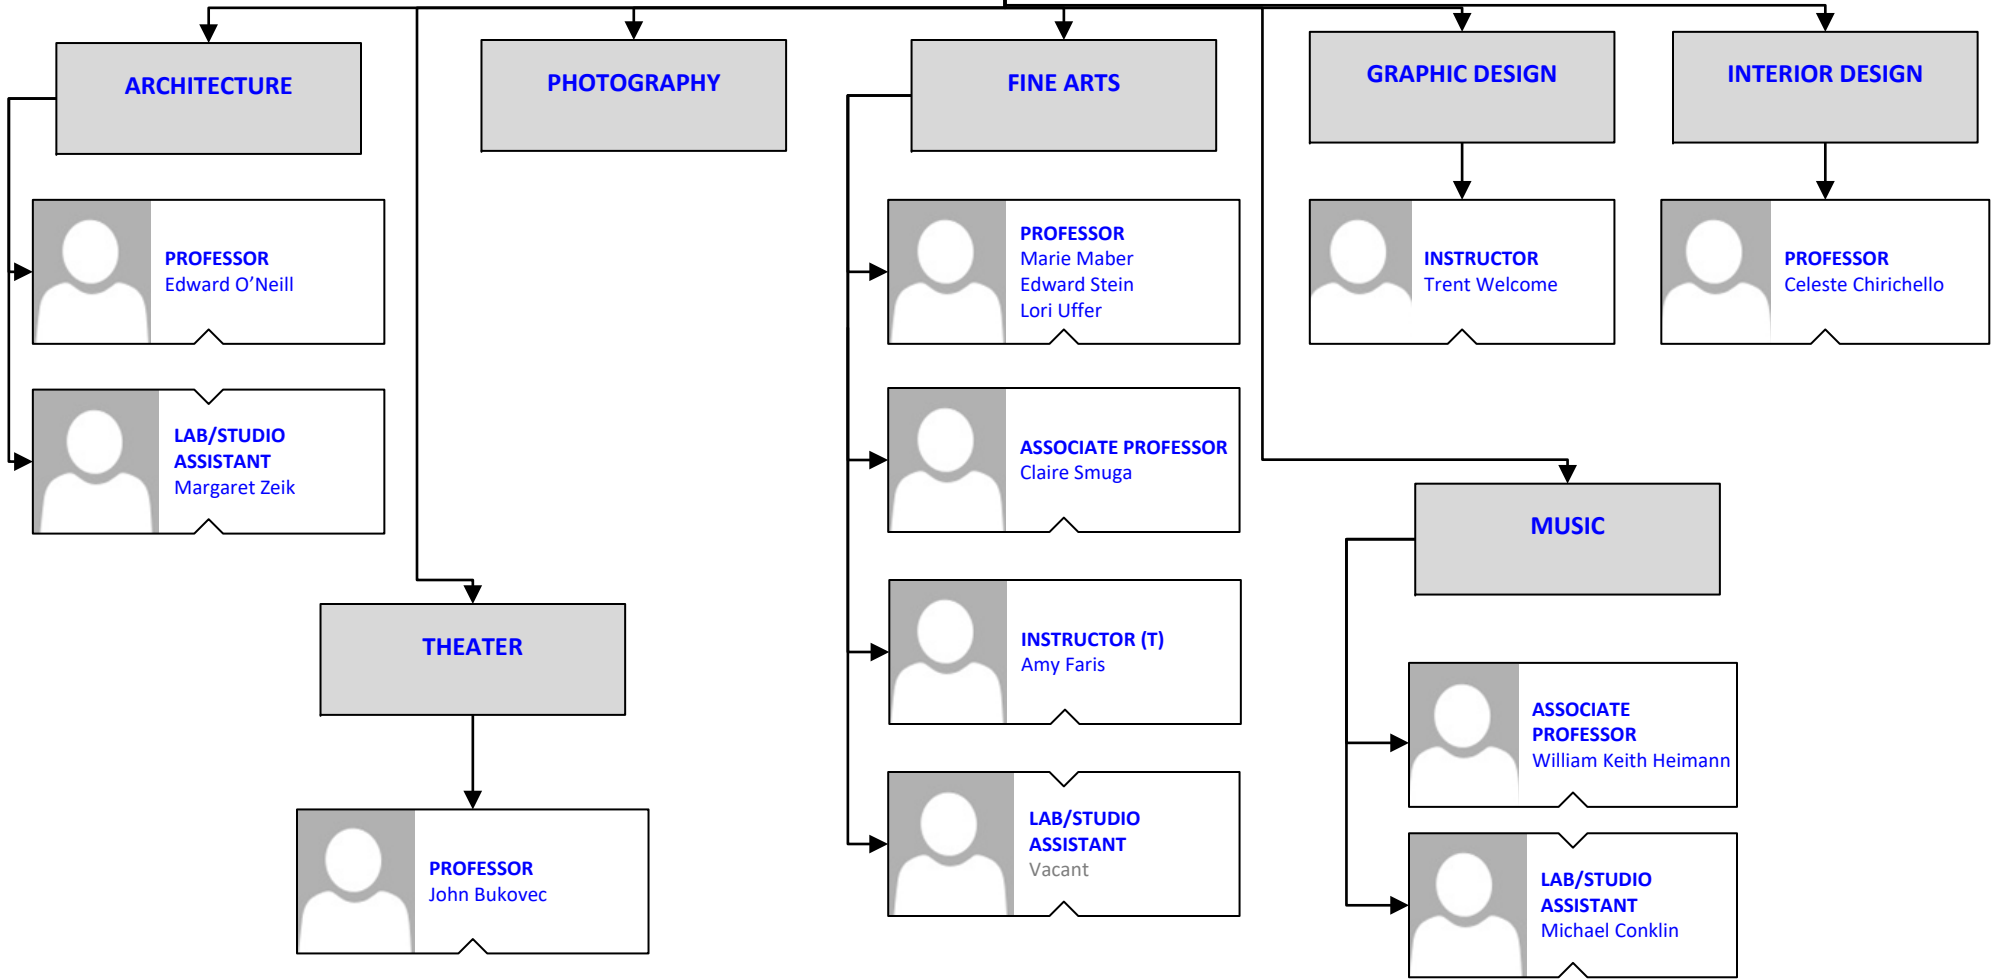 ARCHITECTURE
PHOTOGRAPHY
FINE ARTS
GRAPHIC DESIGN
INTERIOR DESIGN
PROFESSOR
Edward O’Neill
LAB/STUDIO
ASSISTANT
Margaret Zeik
THEATER
PROFESSOR
John Bukovec
PROFESSOR
Marie Maber
Edward Stein
Lori Uffer
ASSOCIATE PROFESSOR
Claire Smuga
INSTRUCTOR (T)
Amy Faris
LAB/STUDIO
ASSISTANT
Vacant
INSTRUCTOR
Trent Welcome
PROFESSOR
Celeste Chirichello
MUSIC
ASSOCIATE
PROFESSOR
William Keith Heimann
LAB/STUDIO
ASSISTANT
Michael Conklin